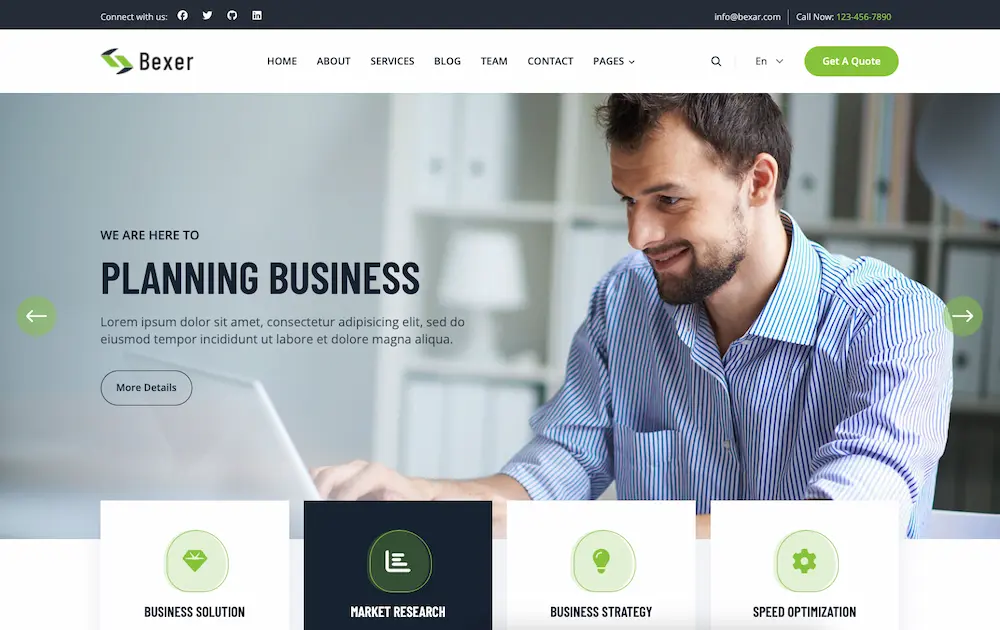 Connect with us:
info@bexar.com
Call Now: 123-456-7890
Bexer
HOME ABOUT SERVICES BLOG TEAM CONTACT PAGES
En
Get A Quote
WE ARE HERE TO
PLANNING BUSINESS
Lorem ipsum dolor sit amet, consectetur adipisicing elit, sed do
eiusmod tempor incididunt ut labore et dolore magna aliqua.
More Details
BUSINESS SOLUTION
MARKET RESEARCH
BUSINESS STRATEGY
SPEED OPTIMIZATION